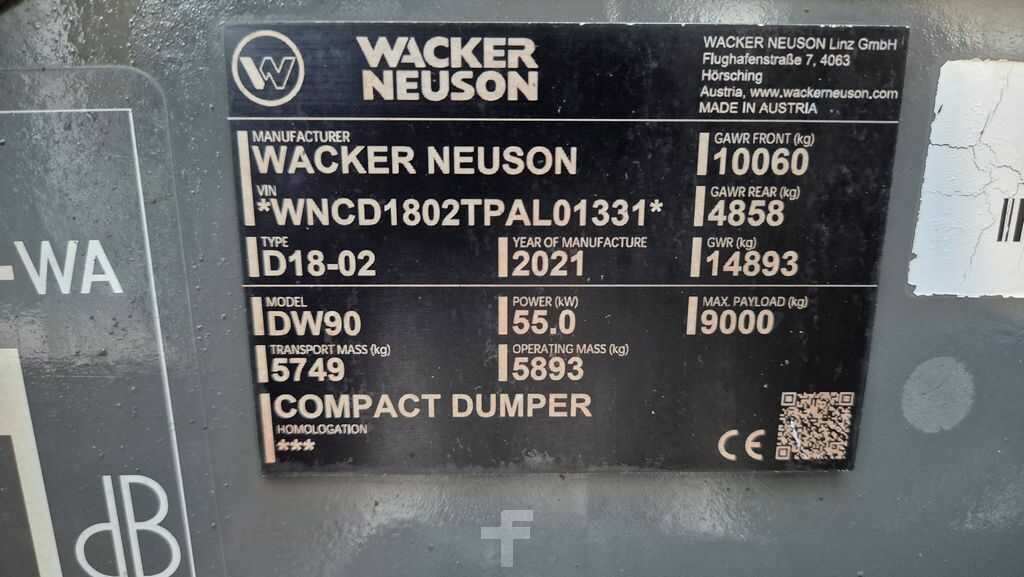 W
WACKER
NEUSON
WACKER NEUSON Linz GmbH
Flughafenstraße 7, 4063
Hörsching
Austria, www.wackerneuson.com
MADE IN AUSTRIA
MANUFACTURER
WACKER NEUSON
GAWR FRONT (kg)
10060
VIN
*WNCD1802TPAL01331*
GAWR REAR (kg)
4858
TYPE
D18-02
YEAR OF MANUFACTURE
2021
GWR (kg)
14893
MODEL
DW90
POWER (kW)
55.0
MAX. PAYLOAD (kg)
9000
TRANSPORT MASS (kg)
5749
OPERATING MASS (kg)
5893
COMPACT DUMPER
HOMOLOGATION
***
CE
-WA
dB